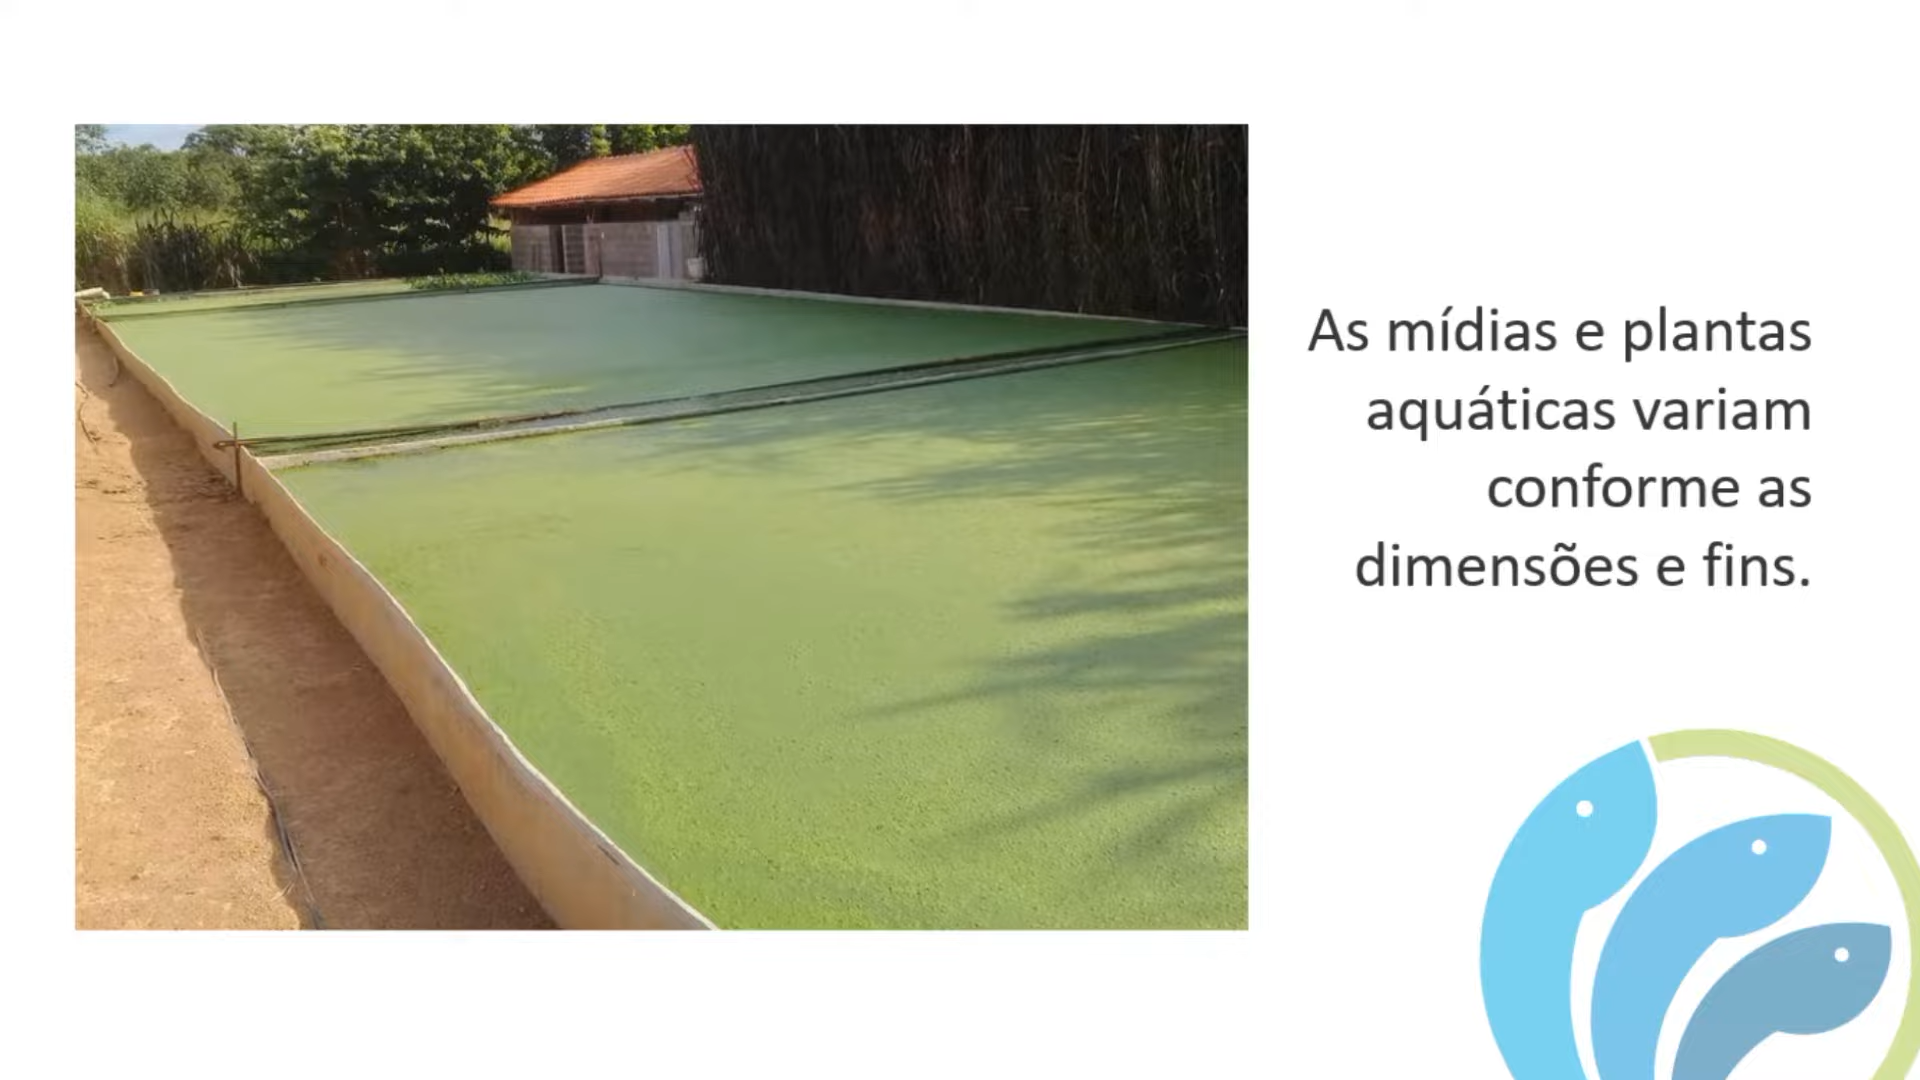 As mídias e plantas
aquáticas variam
conforme as
dimensões e fins.